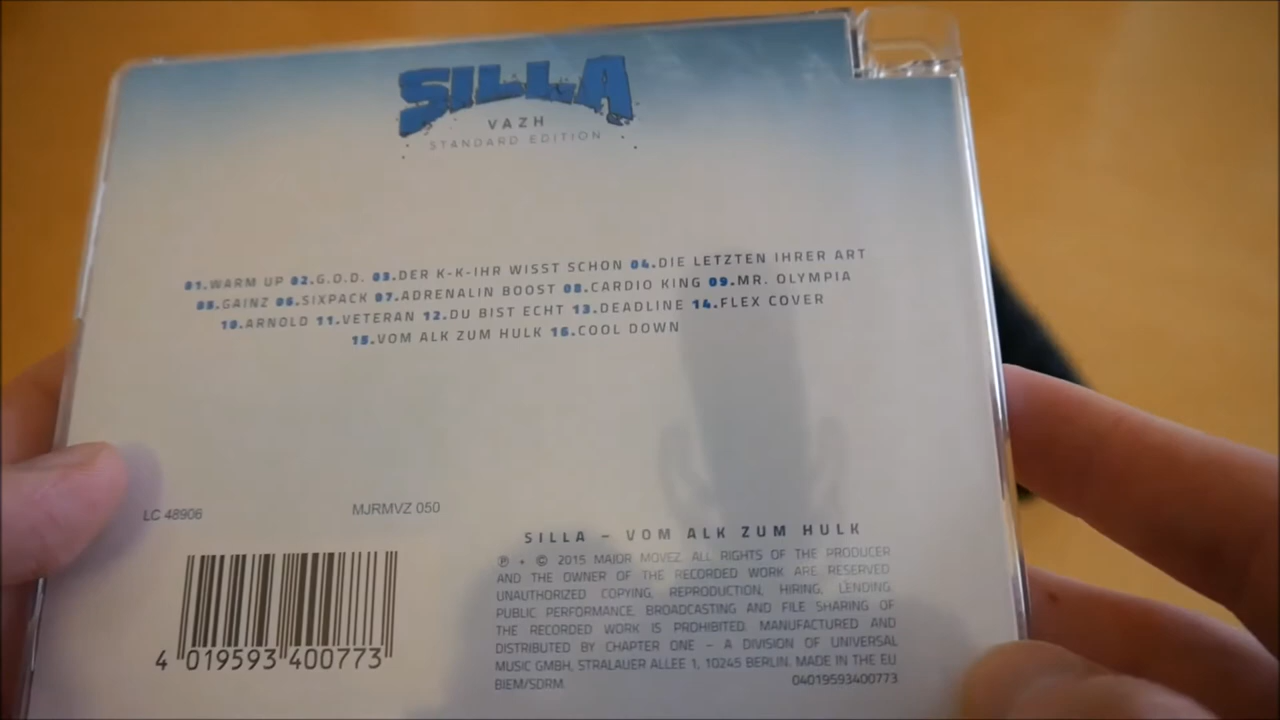 SILLA
VAZH
STANDARD EDITION
01.WARM UP 02.G.O.D. 03.DER K-K-IHR WISST SCHON 04.DIE LETZTEN IHRER ART
05.GAINZ 06.SIXPACK 07.ADRENALIN BOOST 08.CARDIO KING 09.MR. OLYMPIA
10.ARNOLD 11.VETERAN 12.DU BIST ECHT 13.DEADLINE 14.FLEX COVER
15.VOM ALK ZUM HULK 16.COOL DOWN
LC 48906
MJRMVZ 050
4 019593 400773
SILLA – VOM ALK ZUM HULK
℗ + © 2015 MAJOR MOVEZ. ALL RIGHTS OF THE PRODUCER
AND THE OWNER OF THE RECORDED WORK ARE RESERVED
UNAUTHORIZED COPYING, REPRODUCTION, HIRING, LENDING,
PUBLIC PERFORMANCE, BROADCASTING AND FILE SHARING OF
THE RECORDED WORK IS PROHIBITED. MANUFACTURED AND
DISTRIBUTED BY CHAPTER ONE – A DIVISION OF UNIVERSAL
MUSIC GMBH, STRALAUER ALLEE 1, 10245 BERLIN. MADE IN THE EU
BIEM/SDRM. 04019593400773